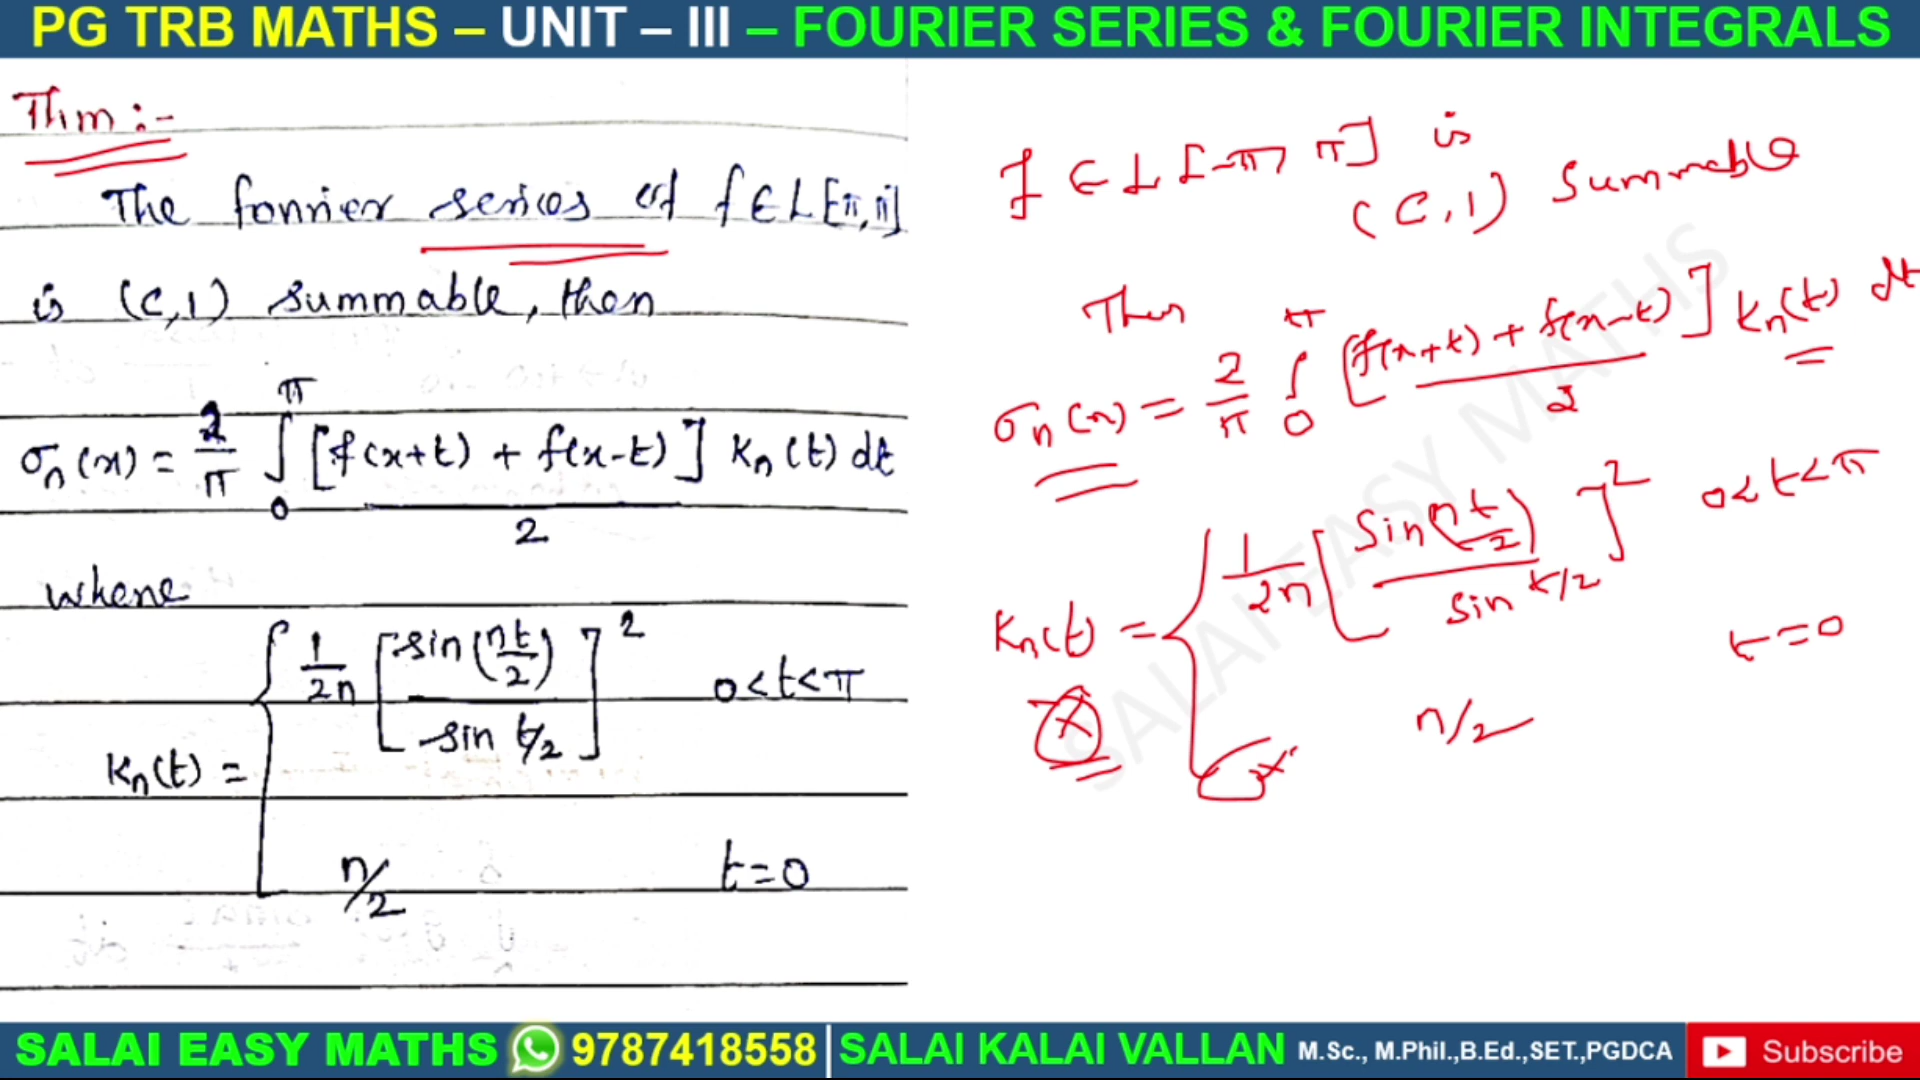 PG TRB MATHS – UNIT – III – FOURIER SERIES & FOURIER INTEGRALS
Thm :-
The fourier series of f ∈ L[π, π]
is (C,1) summable, then
σₙ(x) = 2/π ∫₀^π [f(x+t) + f(x-t)]/2 Kₙ(t) dt
where
Kₙ(t) = { 1/2n [sin(nt/2) / sin t/2]² 0<t<π
n/2 t=0
f ∈ L [-π, π] is
(C,1) Summable
Then
σₙ(x) = 2/π ∫₀^π [f(x+t) + f(x-t)]/2 Kₙ(t) dt
Kₙ(t) = { 1/2n [Sin(nt/2) / Sin t/2]² 0<t<π
n/2 t=0
SALAI EASY MATHS
SALAI EASY MATHS 9787418558 | SALAI KALAI VALLAN M.Sc., M.Phil.,B.Ed.,SET.,PGDCA Subscribe